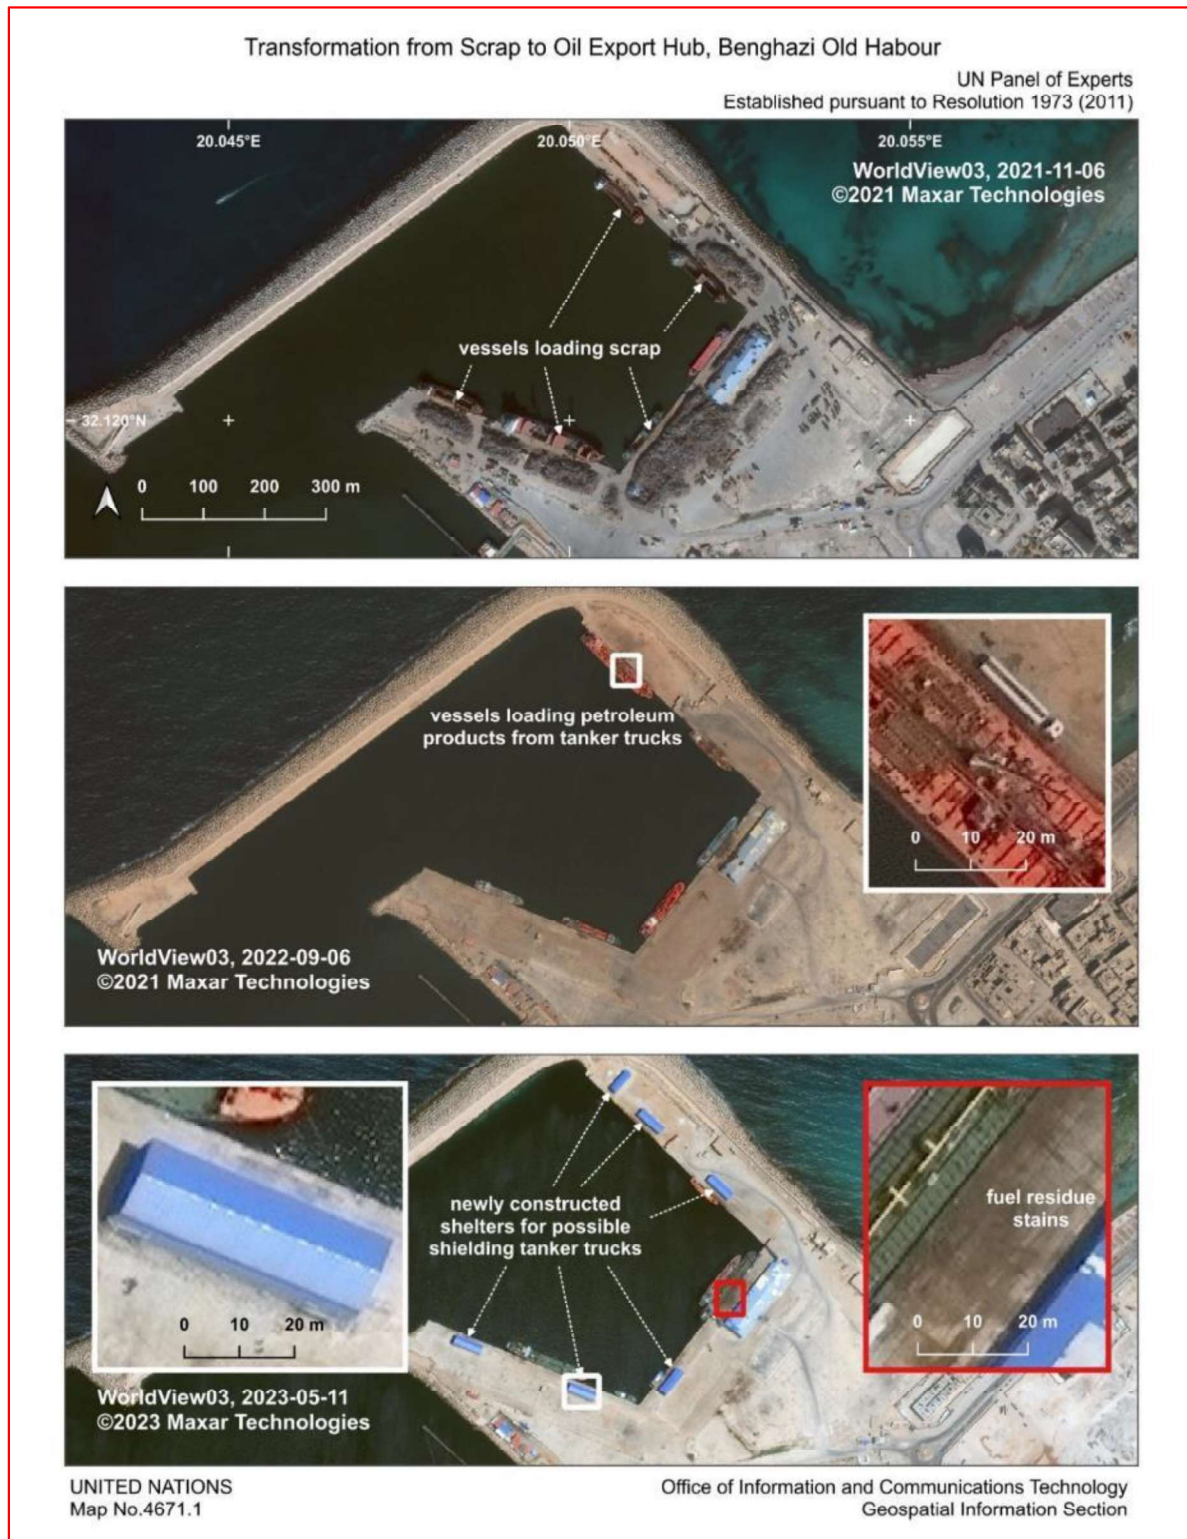 Transformation from Scrap to Oil Export Hub, Benghazi Old Habour
UN Panel of Experts
Established pursuant to Resolution 1973 (2011)
20.045°E
20.050°E
20.055°E
WorldView03, 2021-11-06
©2021 Maxar Technologies
vessels loading scrap
32.120°N
0 100 200 300 m
vessels loading petroleum
products from tanker trucks
0 10 20 m
WorldView03, 2022-09-06
©2021 Maxar Technologies
newly constructed
shelters for possible
shielding tanker trucks
fuel residue
stains
0 10 20 m
0 10 20 m
WorldView03, 2023-05-11
©2023 Maxar Technologies
UNITED NATIONS
Map No.4671.1
Office of Information and Communications Technology
Geospatial Information Section